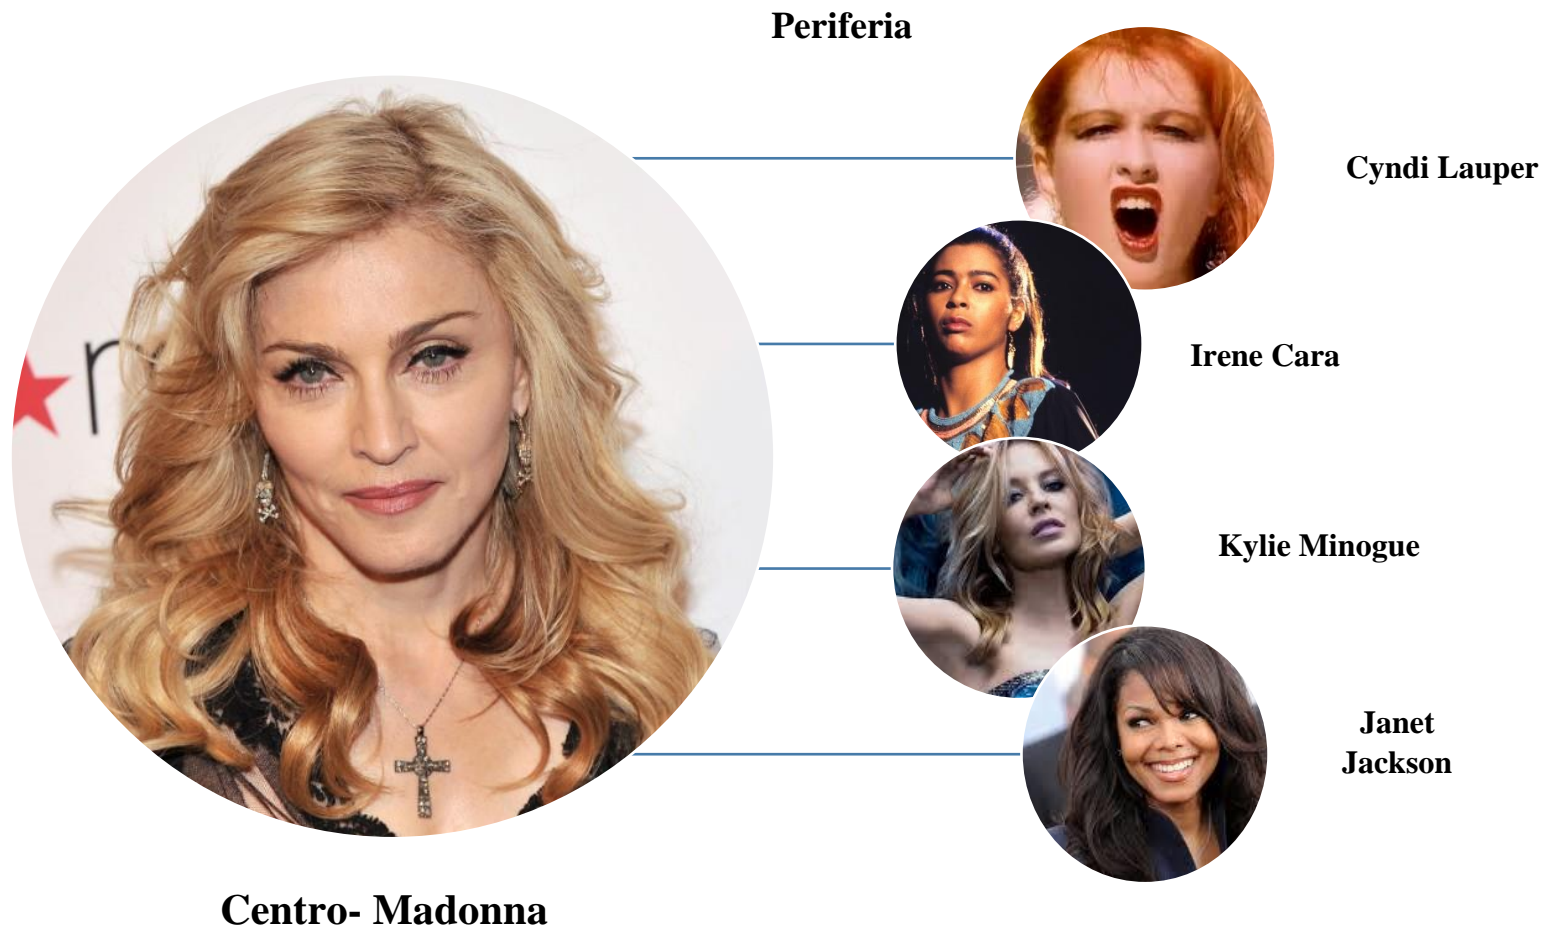 Periferia
Cyndi Lauper
Irene Cara
Kylie Minogue
Janet
Jackson
Centro- Madonna